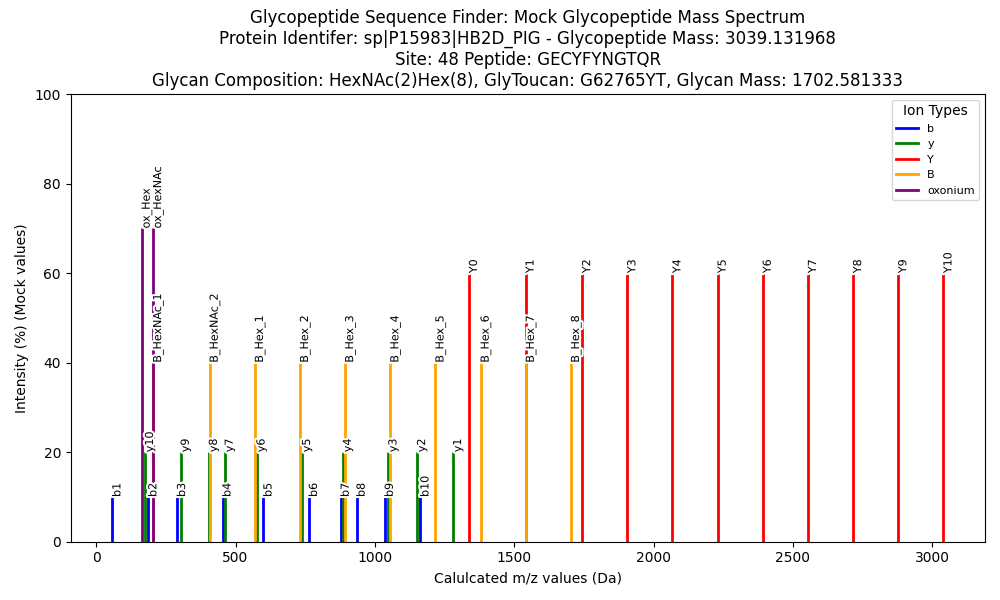 Glycopeptide Sequence Finder: Mock Glycopeptide Mass Spectrum
Protein Identifer: sp|P15983|HB2D_PIG - Glycopeptide Mass: 3039.131968
Site: 48 Peptide: GECYFYNGTQR
Glycan Composition: HexNAc(2)Hex(8), GlyToucan: G62765YT, Glycan Mass: 1702.581333
Intensity (%) (Mock values)
100
80
60
40
20
0
Ion Types
b
y
Y
B
oxonium
ox_Hex
ox_HexNAc
Y0
Y1
Y2
Y3
Y4
Y5
Y6
Y7
Y8
Y9
Y10
B_HexNAc_1
B_HexNAc_2
B_Hex_1
B_Hex_2
B_Hex_3
B_Hex_4
B_Hex_5
B_Hex_6
B_Hex_7
B_Hex_8
y10
y9
y8
y7
y6
y5
y4
y3
y2
y1
b1
b2
b3
b4
b5
b6
b7
b8
b9
b10
0
500
1000
1500
2000
2500
3000
Calulcated m/z values (Da)